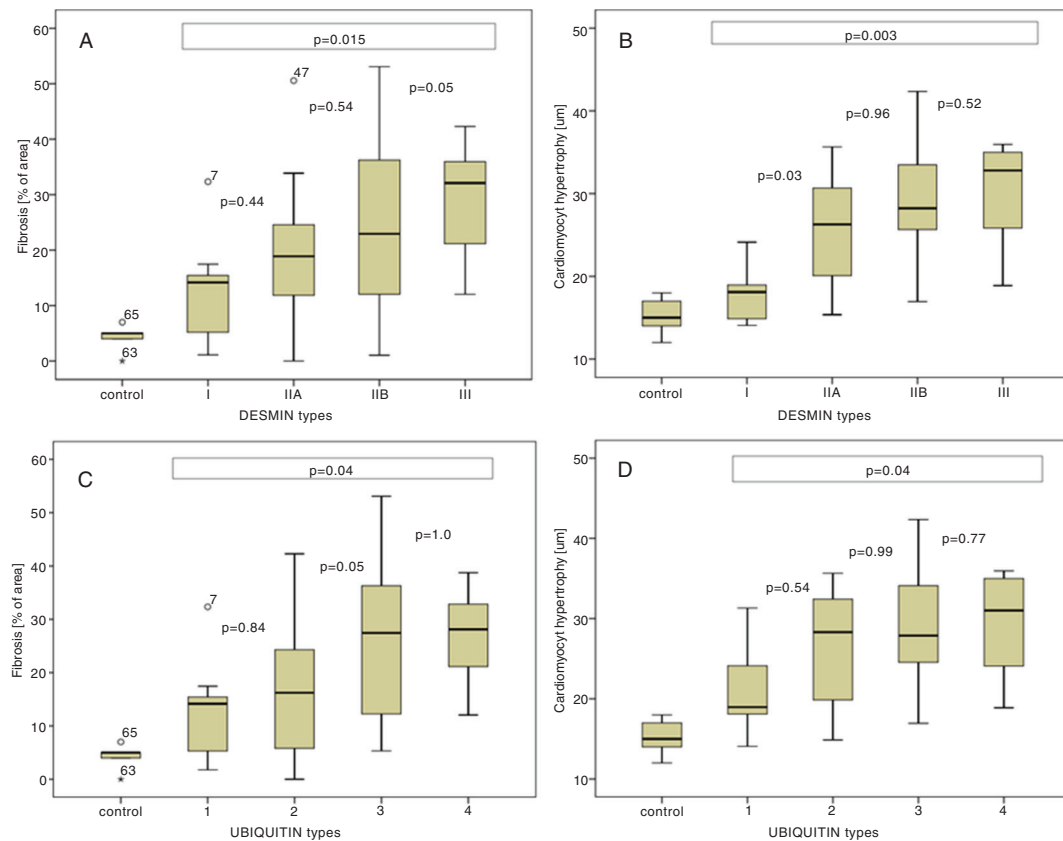 A
p=0.015
60
50
40
30
20
10
0
Fibrosis [% of area]
65
63
7
p=0.44
47
p=0.54
p=0.05
control I IIA IIB III
DESMIN types
B
p=0.003
50
40
30
20
10
Cardiomyocyt hypertrophy [um]
p=0.03
p=0.96
p=0.52
control I IIA IIB III
DESMIN types
C
p=0.04
60
50
40
30
20
10
0
Fibrosis [% of area]
65
63
7
p=0.84
p=0.05
p=1.0
control 1 2 3 4
UBIQUITIN types
D
p=0.04
50
40
30
20
10
Cardiomyocyt hypertrophy [um]
p=0.54
p=0.99
p=0.77
control 1 2 3 4
UBIQUITIN types